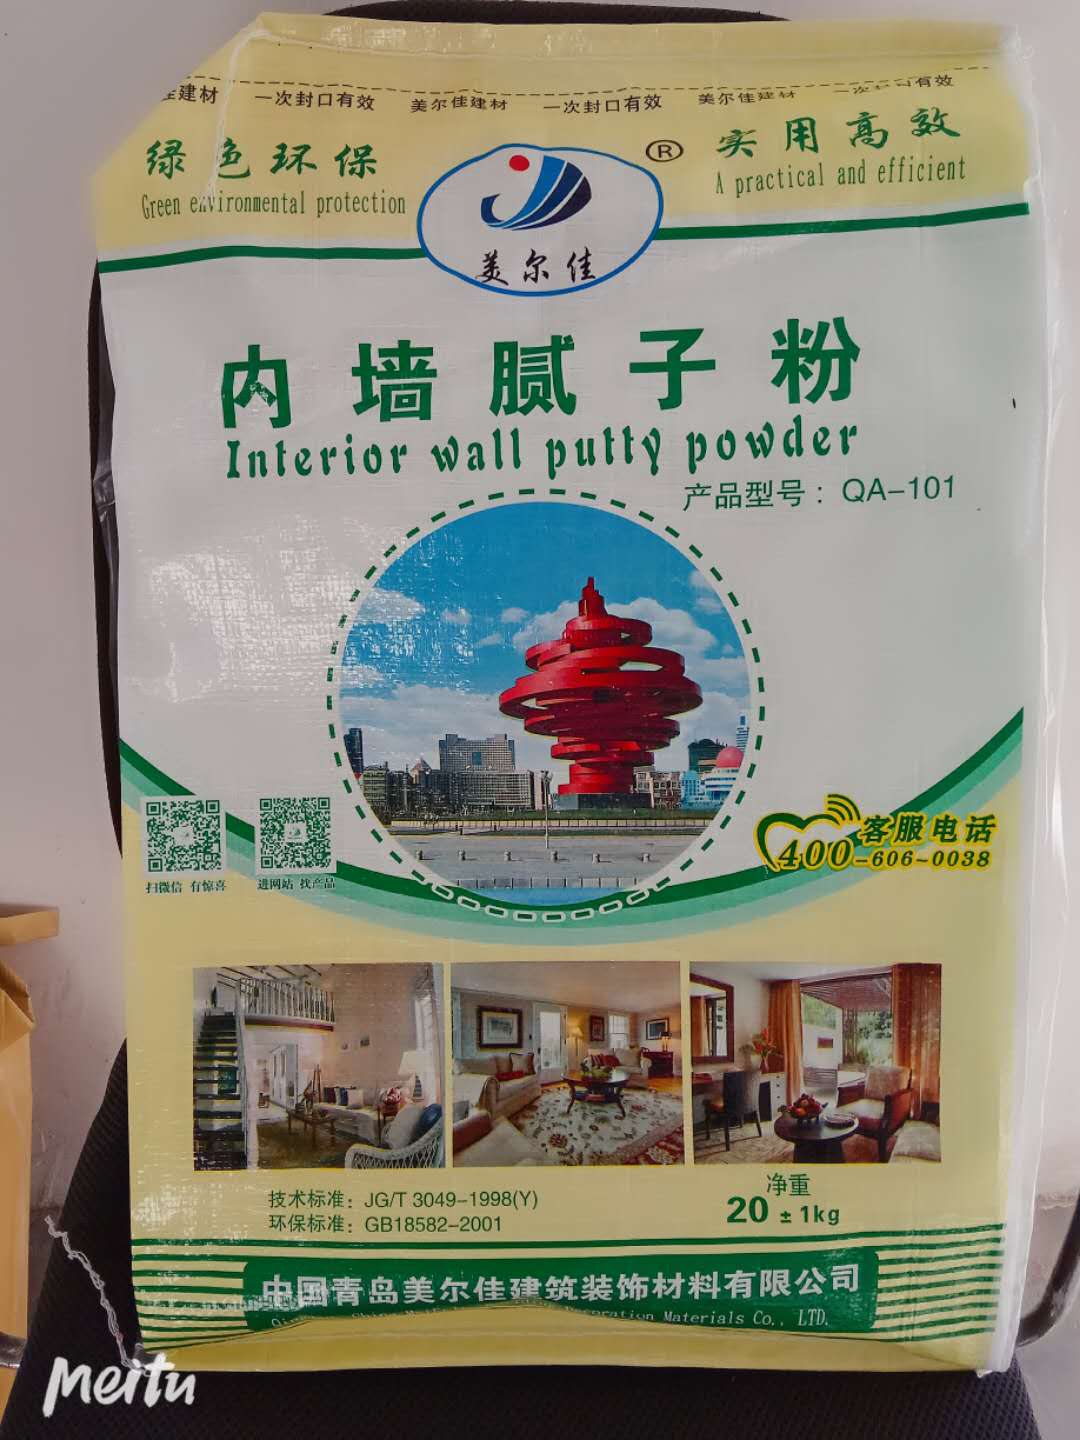 佳建材 一次封口有效 美尔佳建材 一次封口有效 美尔佳建材 一次封口有效
绿色环保
Green environmental protection
®
实用高效
A practical and efficient
美尔佳
内墙腻子粉
Interior wall putty powder
产品型号：QA-101
扫微信 有惊喜
进网站 找产品
客服电话
400-606-0038
技术标准：JG/T 3049-1998(Y)
环保标准：GB18582-2001
净重
20 ± 1kg
中国青岛美尔佳建筑装饰材料有限公司
Materials Co., LTD.
Meitu